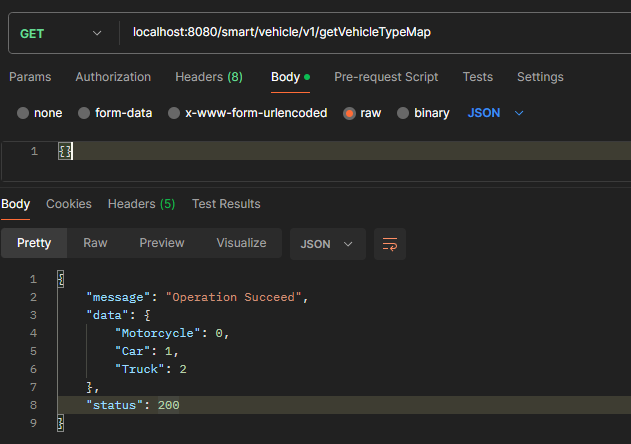 GET localhost:8080/smart/vehicle/v1/getVehicleTypeMap
Params Authorization Headers (8) Body Pre-request Script Tests Settings
none form-data x-www-form-urlencoded raw binary JSON
1 {}
Body Cookies Headers (5) Test Results
Pretty Raw Preview Visualize JSON
1 {
2 "message": "Operation Succeed",
3 "data": {
4 "Motorcycle": 0,
5 "Car": 1,
6 "Truck": 2
7 },
8 "status": 200
9 }